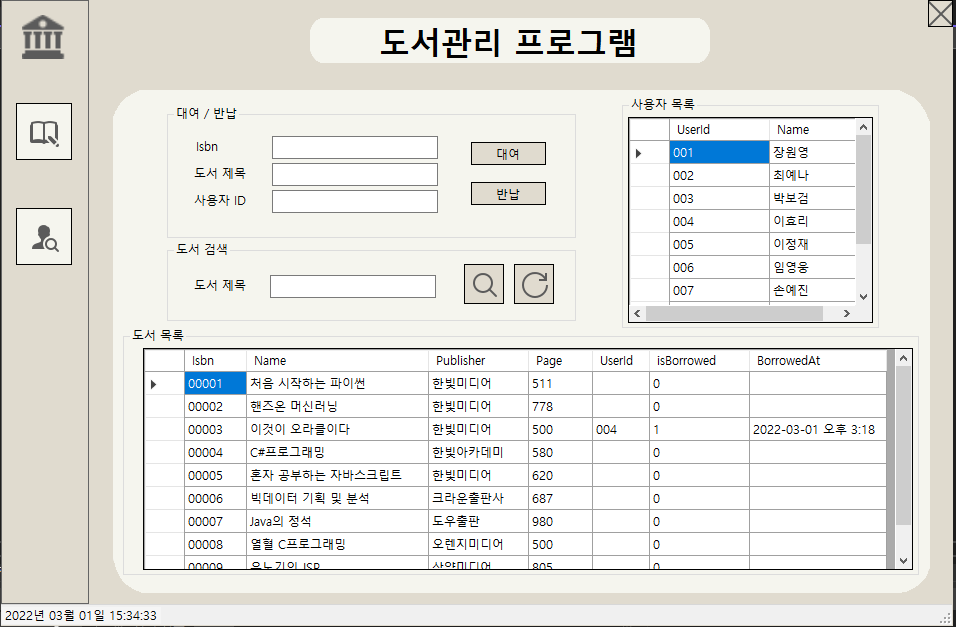 도서관리 프로그램
대여 / 반납
Isbn
도서 제목
사용자 ID
대여
반납
도서 검색
도서 제목
사용자 목록
UserId Name
001 장원영
002 최예나
003 박보검
004 이효리
005 이정재
006 임영웅
007 손예진
도서 목록
Isbn Name Publisher Page UserId isBorrowed BorrowedAt
00001 처음 시작하는 파이썬 한빛미디어 511 0
00002 핸즈온 머신러닝 한빛미디어 778 0
00003 이것이 오라클이다 한빛미디어 500 004 1 2022-03-01 오후 3:18
00004 C#프로그래밍 한빛아카데미 580 0
00005 혼자 공부하는 자바스크립트 한빛미디어 620 0
00006 빅데이터 기획 및 분석 크라운출판사 687 0
00007 Java의 정석 도우출판 980 0
00008 열혈 C프로그래밍 오렌지미디어 500 0
00009 JSP 805 0
2022년 03월 01일 15:34:33